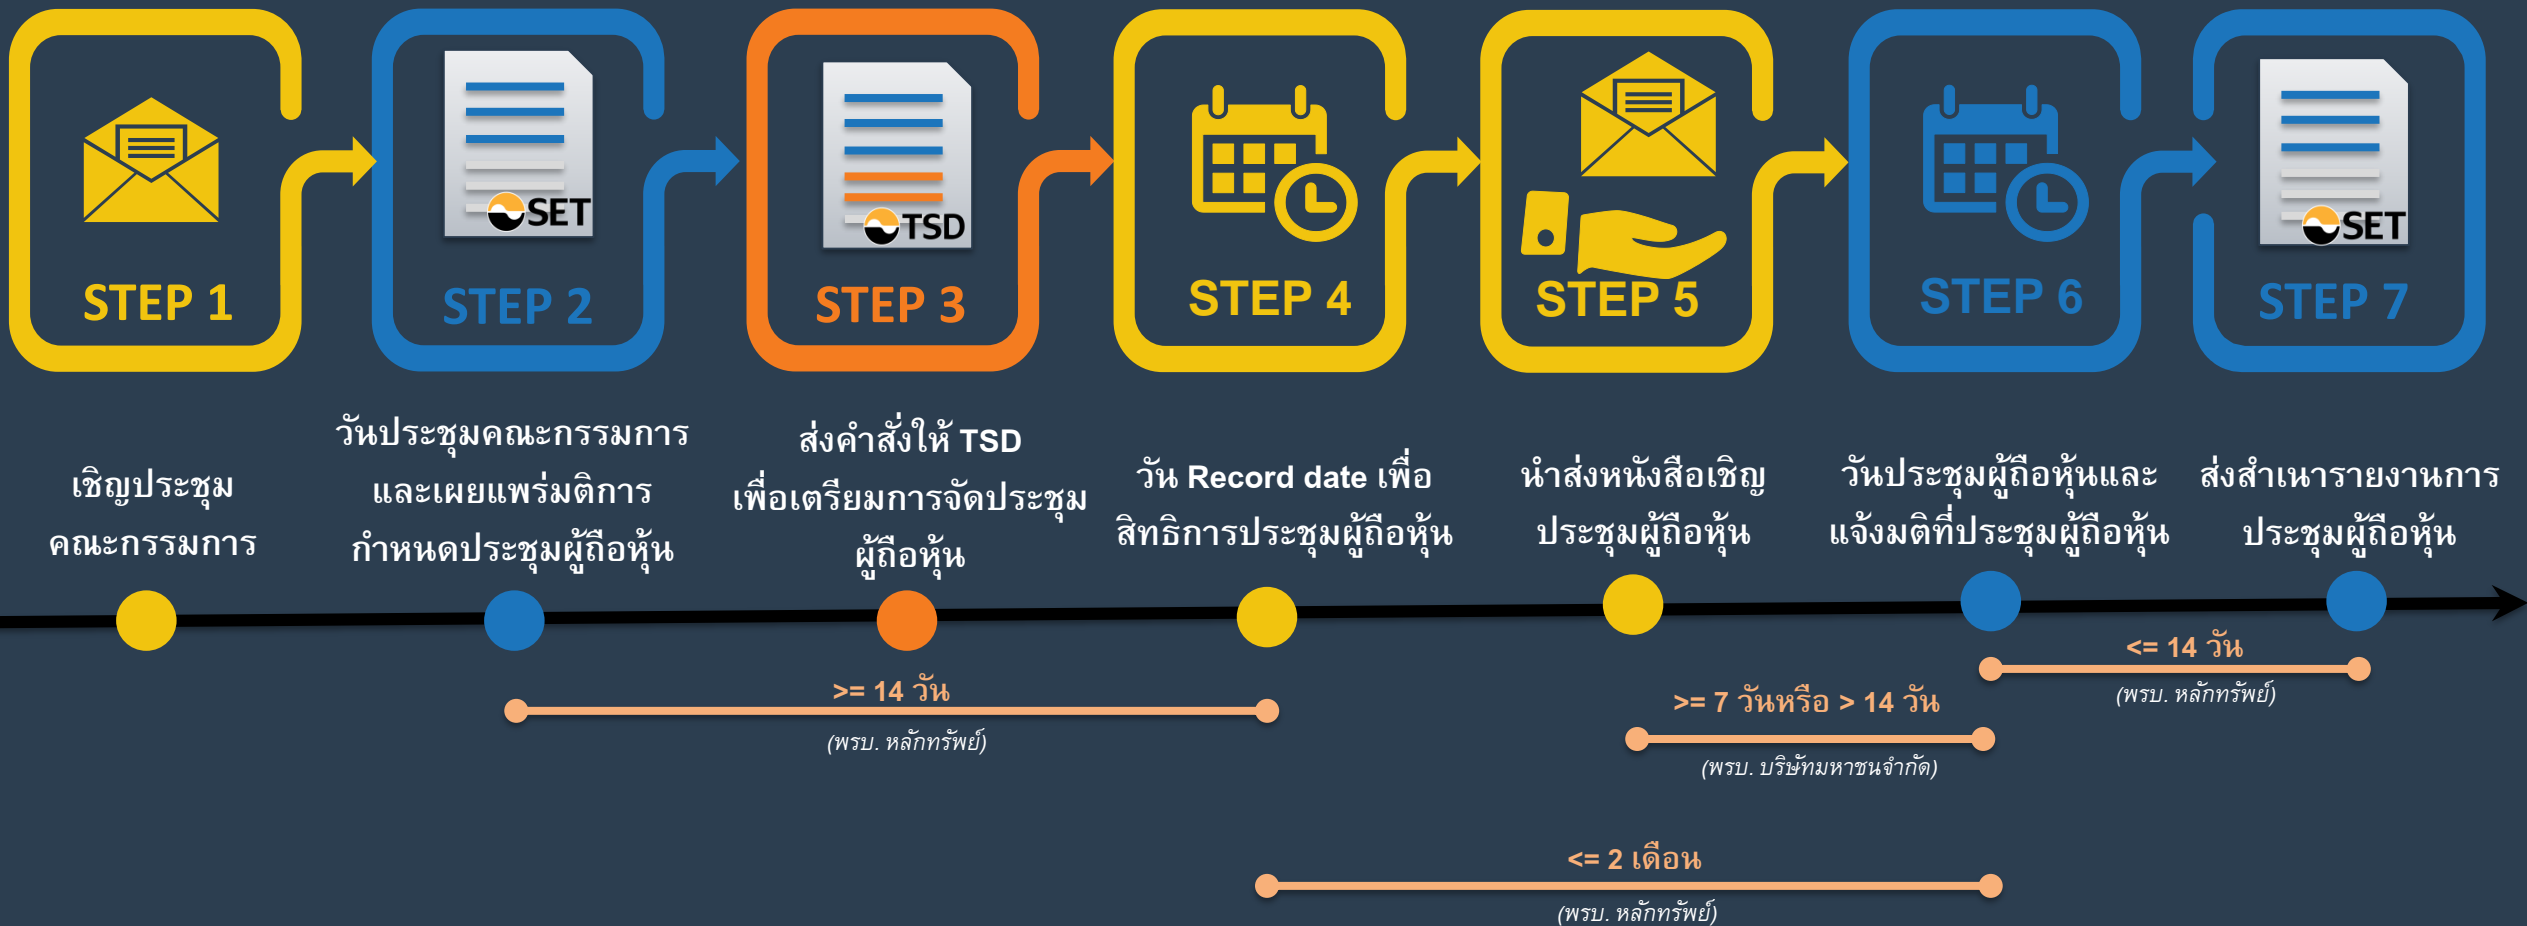 SET
TSD
SET
STEP 1
STEP 2
STEP 3
STEP 4
STEP 5
STEP 6
STEP 7
เชิญประชุม
คณะกรรมการ
วันประชุมคณะกรรมการ
และเผยแพร่มติการ
กำหนดประชุมผู้ถือหุ้น
ส่งคำสั่งให้ TSD
เพื่อเตรียมการจัดประชุม
ผู้ถือหุ้น
วัน Record date เพื่อ
สิทธิการประชุมผู้ถือหุ้น
นำส่งหนังสือเชิญ
ประชุมผู้ถือหุ้น
วันประชุมผู้ถือหุ้นและ
แจ้งมติที่ประชุมผู้ถือหุ้น
ส่งสำเนารายงานการ
ประชุมผู้ถือหุ้น
>= 14 วัน
(พรบ. หลักทรัพย์)
>= 7 วันหรือ > 14 วัน
(พรบ. บริษัทมหาชนจำกัด)
<= 14 วัน
(พรบ. หลักทรัพย์)
<= 2 เดือน
(พรบ. หลักทรัพย์)